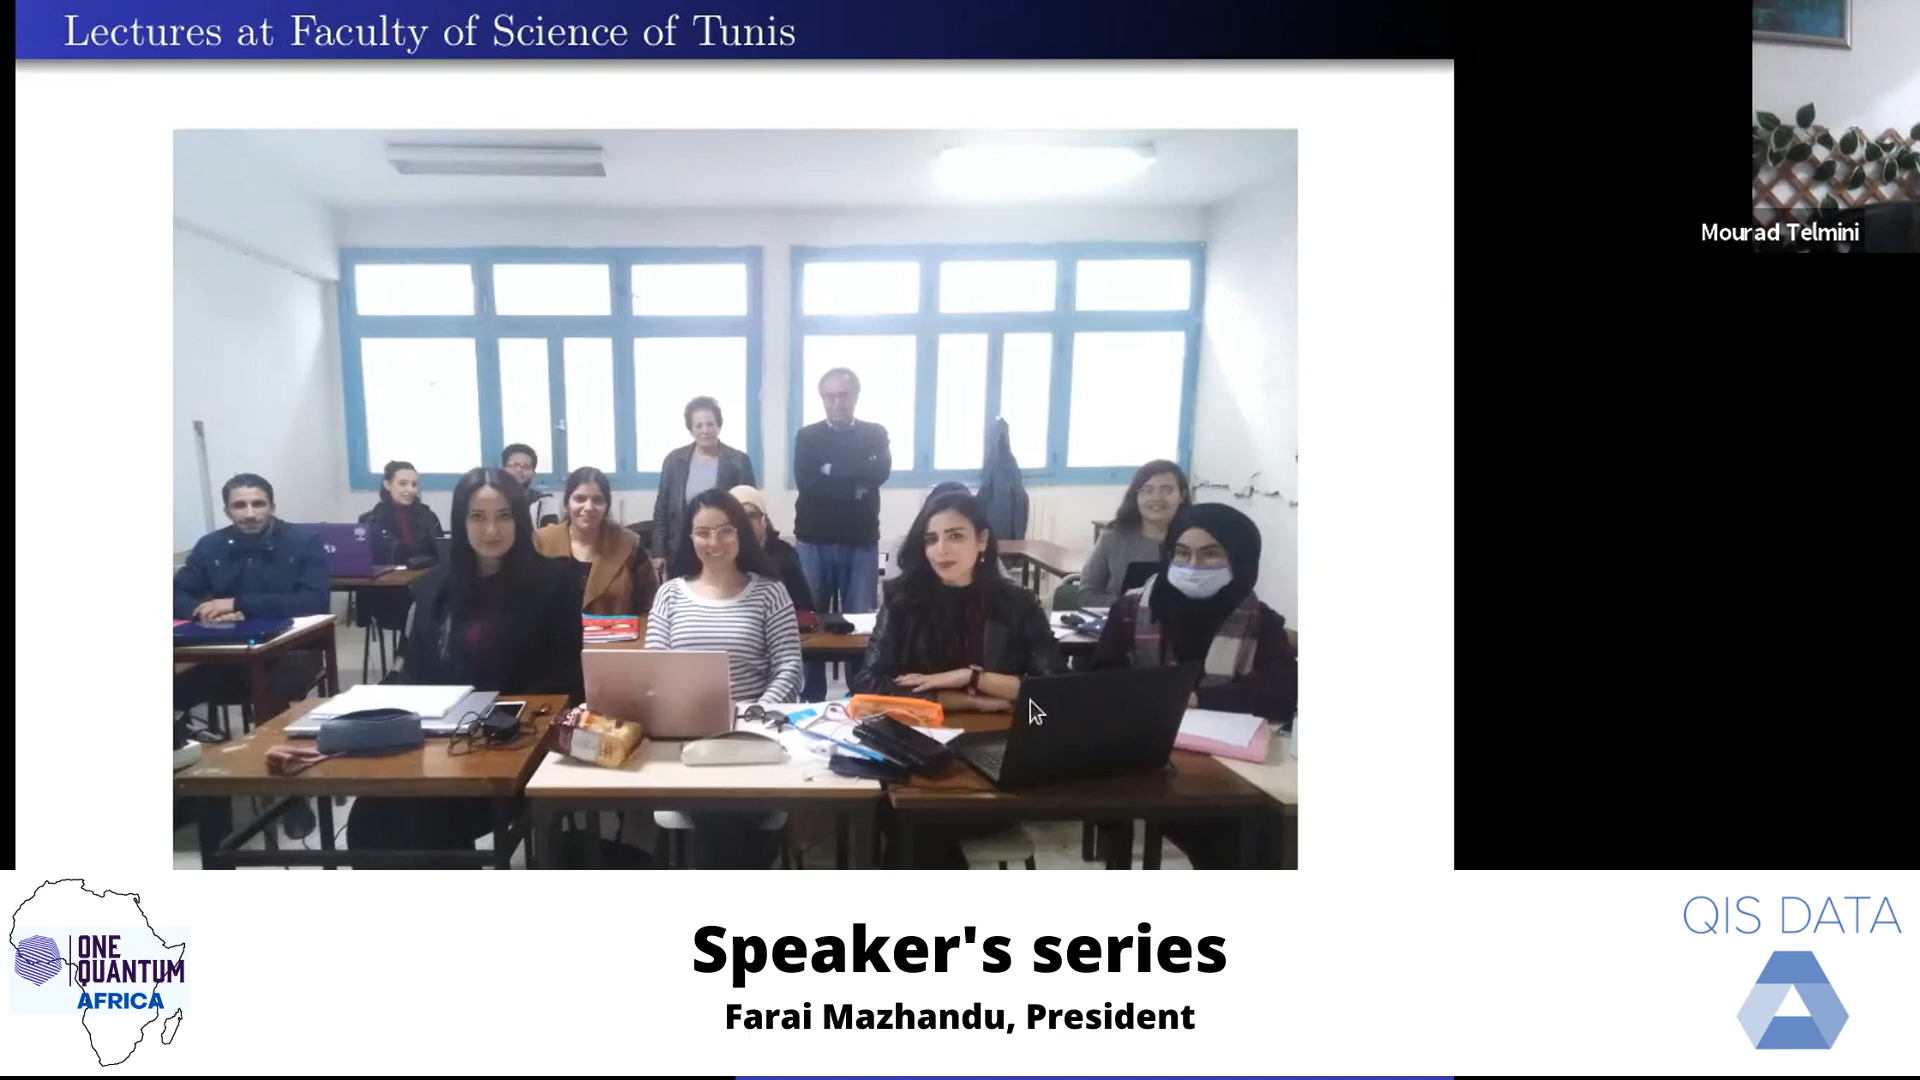 Lectures at Faculty of Science of Tunis
Mourad Telmini
ONE
QUANTUM
AFRICA
Speaker's series
Farai Mazhandu, President
QIS DATA